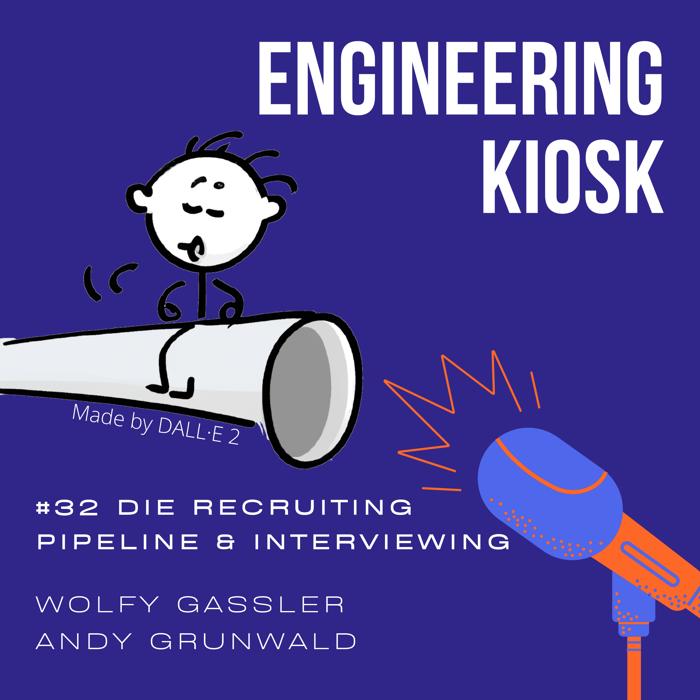 ENGINEERING
KIOSK
Made by DALL·E 2
#32 DIE RECRUITING
PIPELINE & INTERVIEWING
WOLFY GASSLER
ANDY GRUNWALD